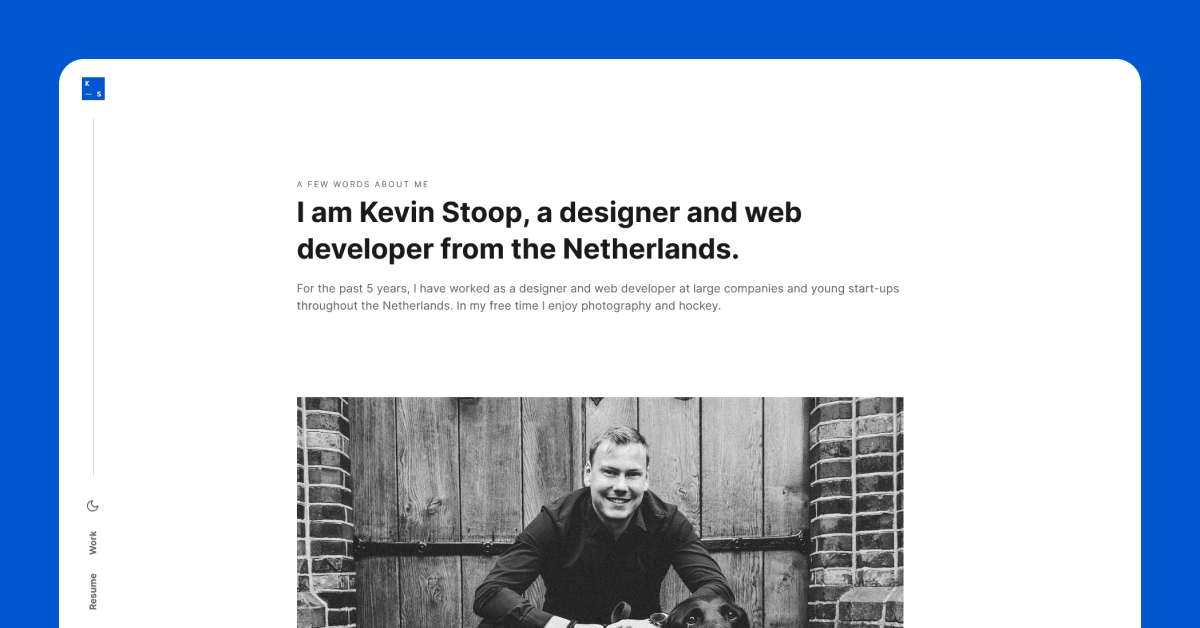 K
— S
A FEW WORDS ABOUT ME
I am Kevin Stoop, a designer and web
developer from the Netherlands.
For the past 5 years, I have worked as a designer and web developer at large companies and young start-ups
throughout the Netherlands. In my free time I enjoy photography and hockey.
Work
Resume